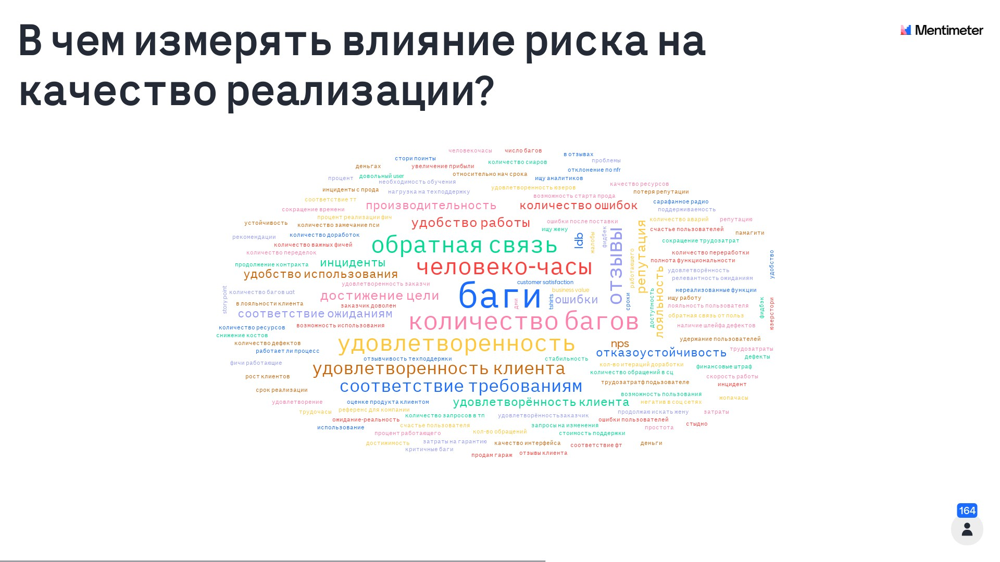 В чем измерять влияние риска на
качество реализации?
Mentimeter
человекочасы
число багов
в отзывах
стори поинты
проблемы
количество сиаров
деньгах
увеличение прибыли
отклонение по nfr
относительно нач срока
довольный user
процент
ищу аналитиков
необходимость обучения
качество ресурсов
удовлетворенность юзеров
инциденты с прода
нагрузка на техподдержку
потеря репутации
возможность старта прода
соответствие тт
сарафанное радио
производительность
количество ошибок
сокращение времени
поддерживаемость
процент реализации фич
количество аварий
репутацию
устойчивость
количество замечание пси
удобство работы
ошибки после поставки
ищу жену
счастье пользователей
памагити
рекомендации
количество доработок
обратная связь
ldb
жалобы
фидбек
отзывы
репутация
сокращение трудозатрат
количество важных фичей
количество переделок
количество переработки
полнота функциональности
удобство
продолжение контракта
инциденты
человеко-часы
работаюшего
лояльность
удовлетворённость
удобство использования
релевантность ожиданиям
удовлетворенность заказчи
customer satisfaction
story point
количество багов uat
баги
business value
нереализованные функции
достижение цели
дни
tshirts
ошибки
сроки
доступность
ищу работу
фидбэк
юзерстори
в лояльности клиента
заказчик доволен
лояльность пользователя
соответствие ожиданиям
обратная связь от польз
количество ресурсов
возможность использования
количество багов
наличие шлейфа дефектов
снижение костов
удержание пользователей
количество дефектов
удовлетворенность
nps
работает ли процесс
отказоустойчивость
трудозатраты
дефекты
фичи работающие
отзывчивость техподдержки
стабильность
кол-во итераций доработки
финансовые штраф
удовлетворенность клиента
количество обращений в сц
рост клиентов
скорость работы
трудозатратф подьзователе
инцидент
срок реализации
соответствие требованиям
возможность пользования
жопачасы
удовлетворение
оценке продукта клиентом
удовлетворённость клиента
негатив в соц сетях
трудочасы
референс для компании
продолжаю искать жену
затраты
количество запросов в тп
удовлетворённостьзаказчик
ожидание-реальность
ошибки пользователей
использование
счастье пользователя
запросы на изменения
простота
стыдно
процент работающего
кол-во обращений
стоимость поддержки
достижимость
затраты на гарантию
качество интерфейса
соответствие фт
деньги
критичные баги
продам гараж
отзывы клиента
164